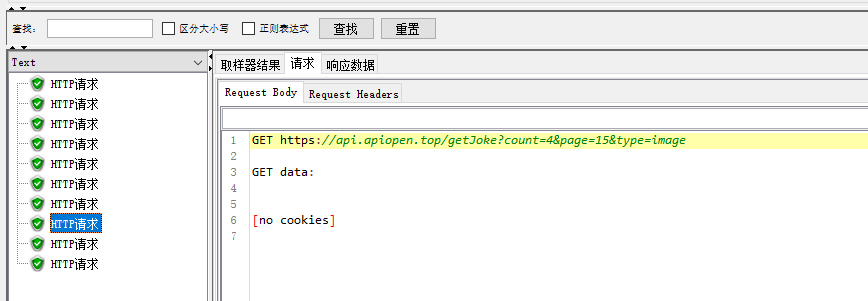 查找: 区分大小写 正则表达式 查找 重置
Text
HTTP请求
HTTP请求
HTTP请求
HTTP请求
HTTP请求
HTTP请求
HTTP请求
HTTP请求
HTTP请求
HTTP请求
取样器结果 请求 响应数据
Request Body Request Headers
1 GET https://api.apiopen.top/getJoke?count=4&page=15&type=image
2
3 GET data:
4
5
6 [no cookies]
7